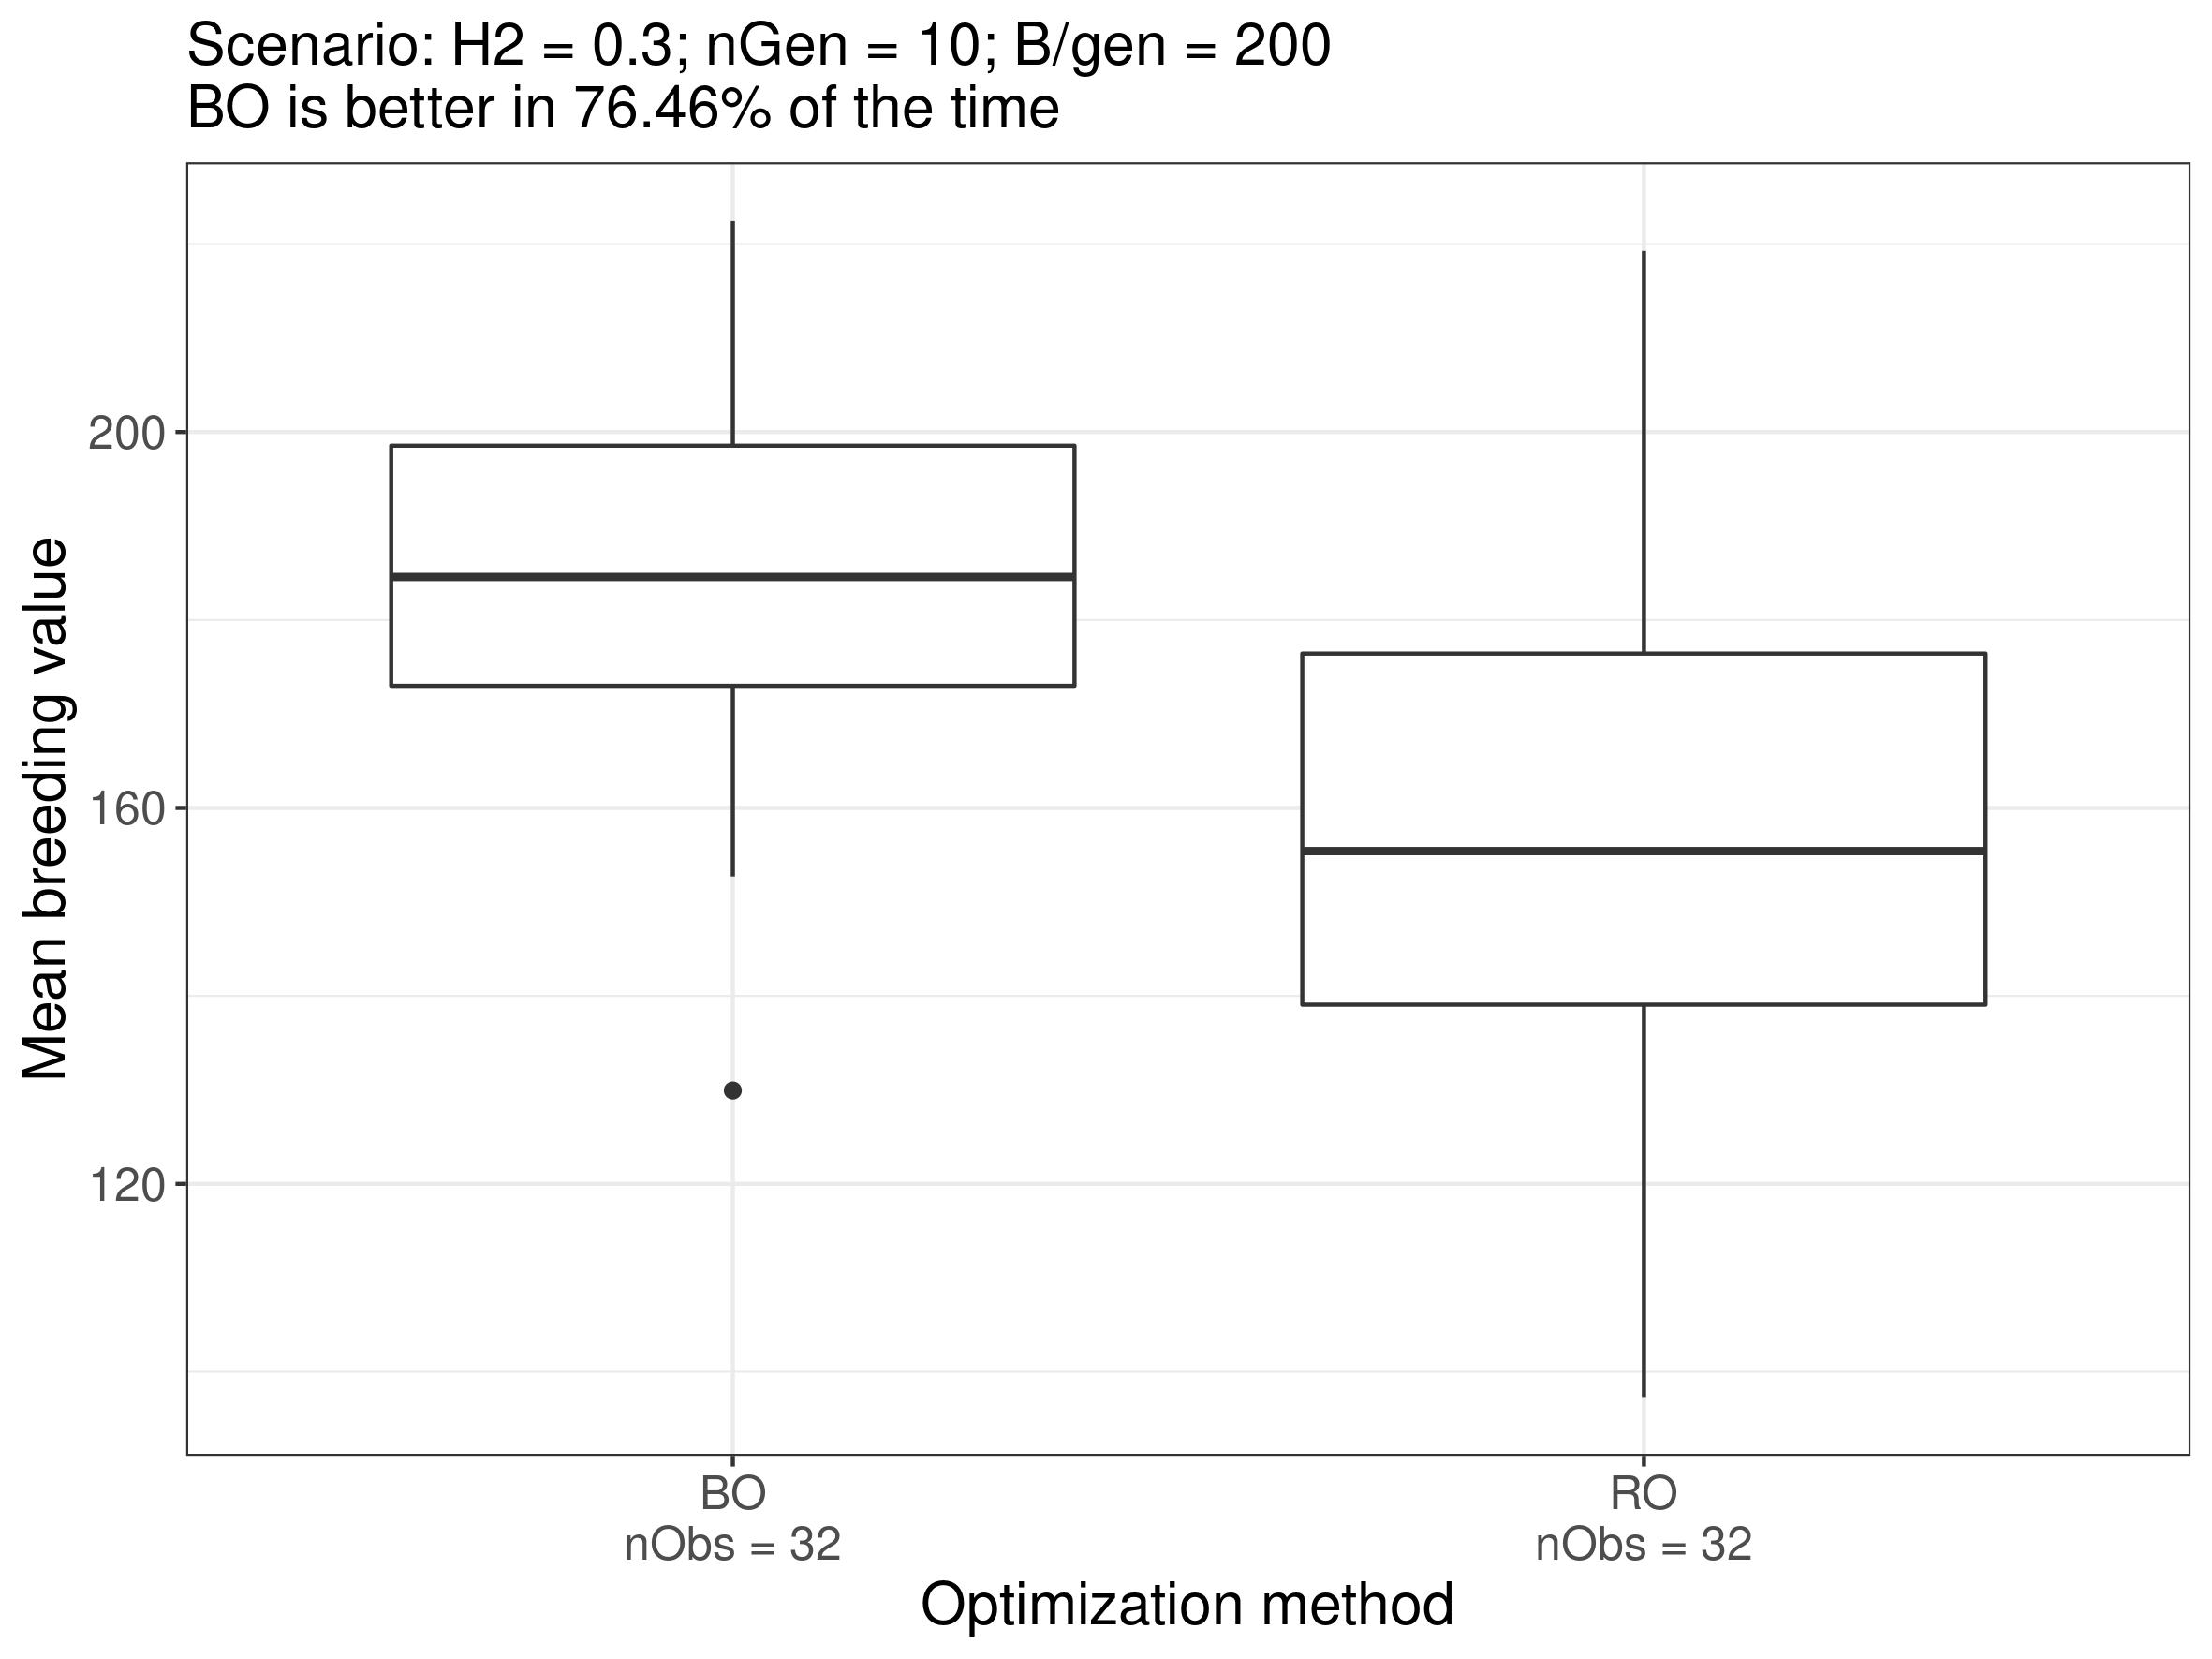 Scenario: H2 = 0.3; nGen = 10; B/gen = 200
BO is better in 76.46% of the time
Mean breeding value
200
160
120
BO
nObs = 32
RO
nObs = 32
Optimization method